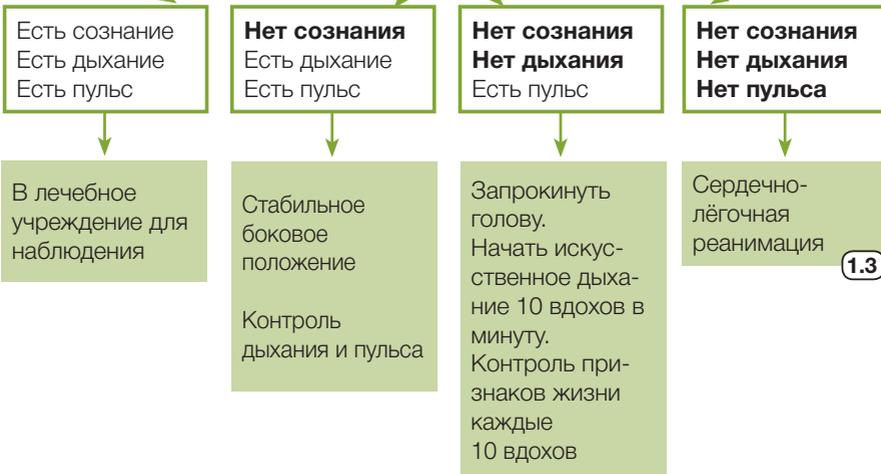 Есть сознание
Есть дыхание
Есть пульс
Нет сознания
Есть дыхание
Есть пульс
Нет сознания
Нет дыхания
Есть пульс
Нет сознания
Нет дыхания
Нет пульса
В лечебное
учреждение для
наблюдения
Стабильное
боковое
положение
Контроль
дыхания и пульса
Запрокинуть
голову.
Начать искус-
ственное дыха-
ние 10 вдохов в
минуту.
Контроль при-
знаков жизни
каждые
10 вдохов
Сердечно-
лёгочная
реанимация
1.3